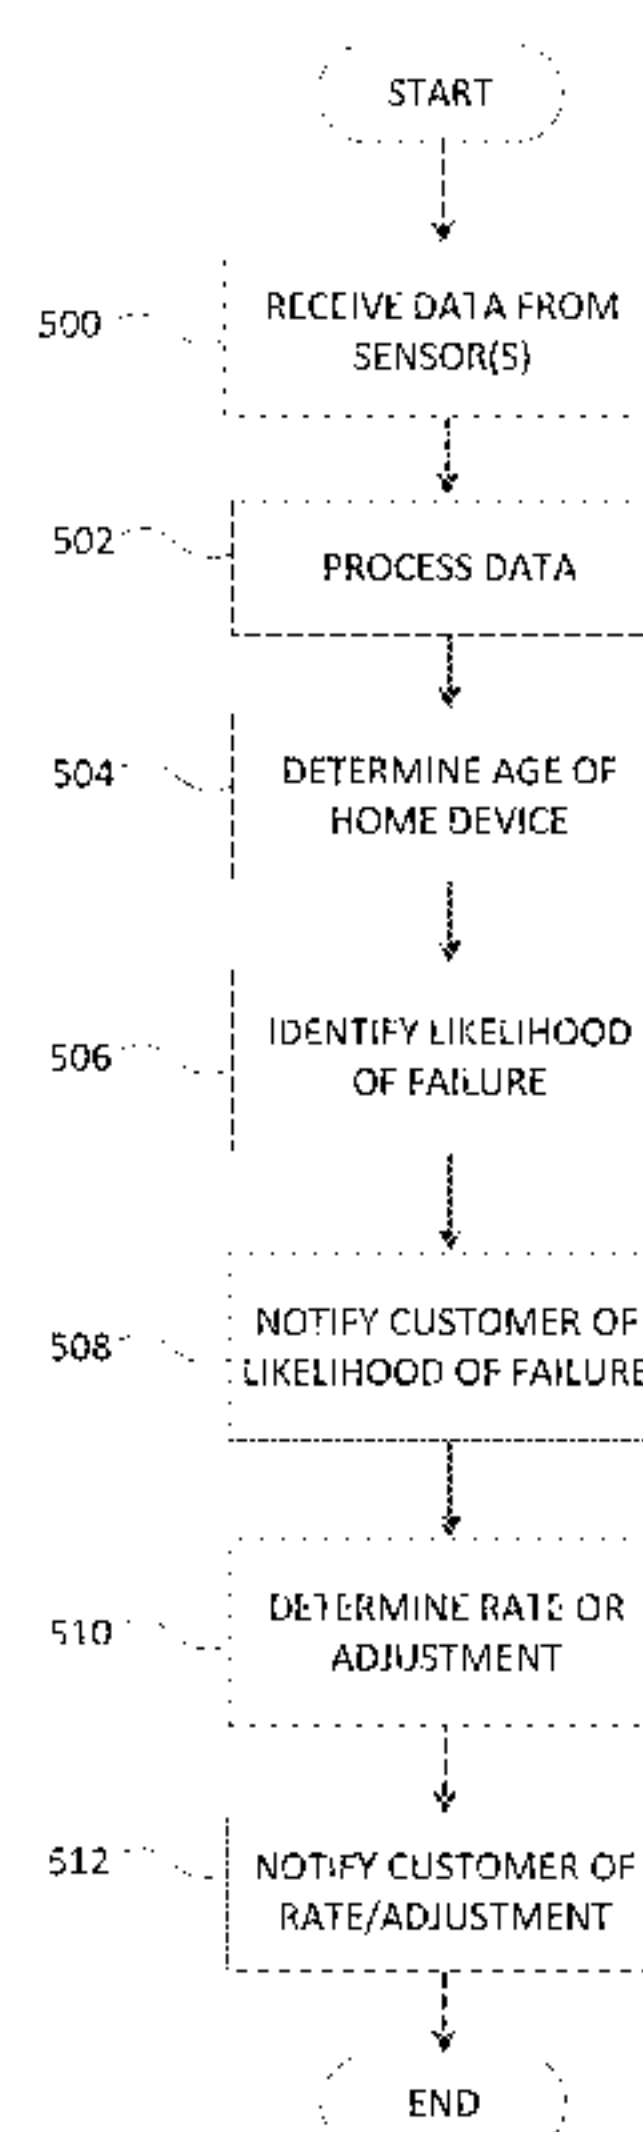 START
500
RECEIVE DATA FROM
SENSOR(S)
502
PROCESS DATA
504
DETERMINE AGE OF
HOME DEVICE
506
IDENTIFY LIKELIHOOD
OF FAILURE
508
NOTIFY CUSTOMER OF
LIKELIHOOD OF FAILURE
510
DETERMINE RATE OR
ADJUSTMENT
512
NOTIFY CUSTOMER OF
RATE/ADJUSTMENT
END